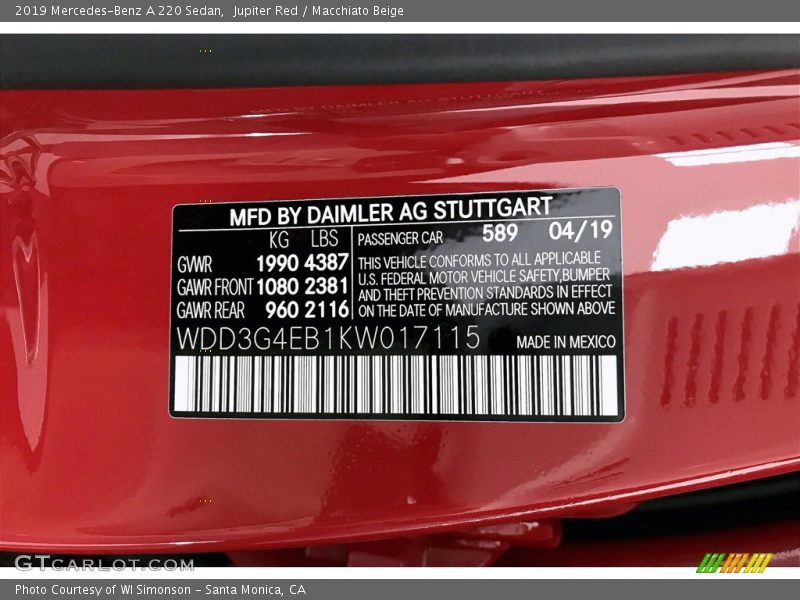 2019 Mercedes-Benz A 220 Sedan,  Jupiter Red / Macchiato Beige
MFD BY DAIMLER AG STUTTGART
KG LBS
PASSENGER CAR 589 04/19
GWR 1990 4387
GAWR FRONT 1080 2381
GAWR REAR 960 2116
THIS VEHICLE CONFORMS TO ALL APPLICABLE
U.S. FEDERAL MOTOR VEHICLE SAFETY,BUMPER
AND THEFT PREVENTION STANDARDS IN EFFECT
ON THE DATE OF MANUFACTURE SHOWN ABOVE
WDD3G4EB1KW017115 MADE IN MEXICO
GTCARLOT.COM
Photo Courtesy of WI Simonson - Santa Monica, CA